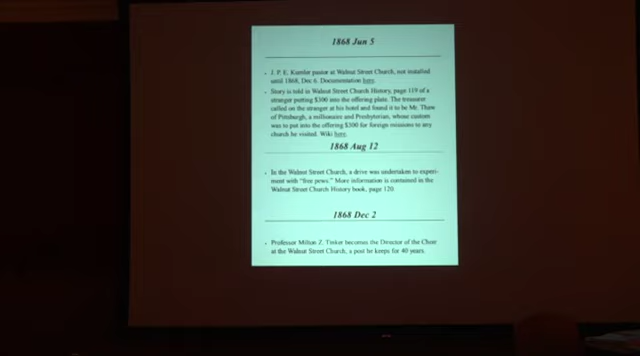 1868 Jun 5
- J. P. E. Kumler pastor at Walnut Street Church, not installed
until 1868, Dec 6. Documentation here.
- Story is told in Walnut Street Church History, page 119 of a
stranger putting $300 into the offering plate. The treasurer
called on the stranger at his hotel and found it to be Mr. Thaw
of Pittsburgh, a millionaire and Presbyterian, whose custom
was to put into the offering $300 for foreign missions to any
church he visited. Wiki here.
1868 Aug 12
- In the Walnut Street Church, a drive was undertaken to experi-
ment with "free pews." More information is contained in the
Walnut Street Church History book, page 120.
1868 Dec 2
- Professor Milton Z. Tinker becomes the Director of the Choir
at the Walnut Street Church, a post he keeps for 40 years.